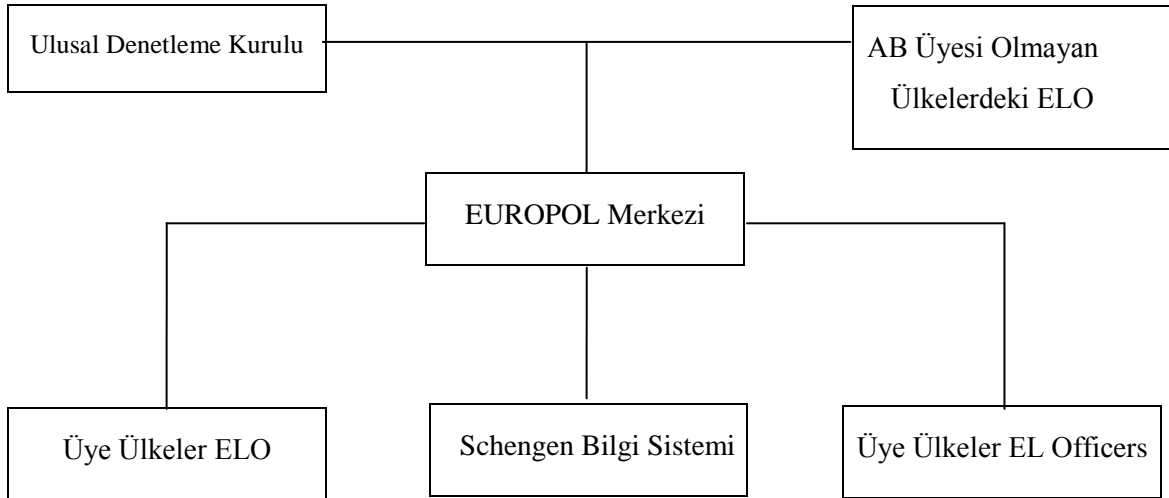 Ulusal Denetleme Kurulu
AB Üyesi Olmayan
Ülkelerdeki ELO
EUROPOL Merkezi
Üye Ülkeler ELO
Schengen Bilgi Sistemi
Üye Ülkeler EL Officers